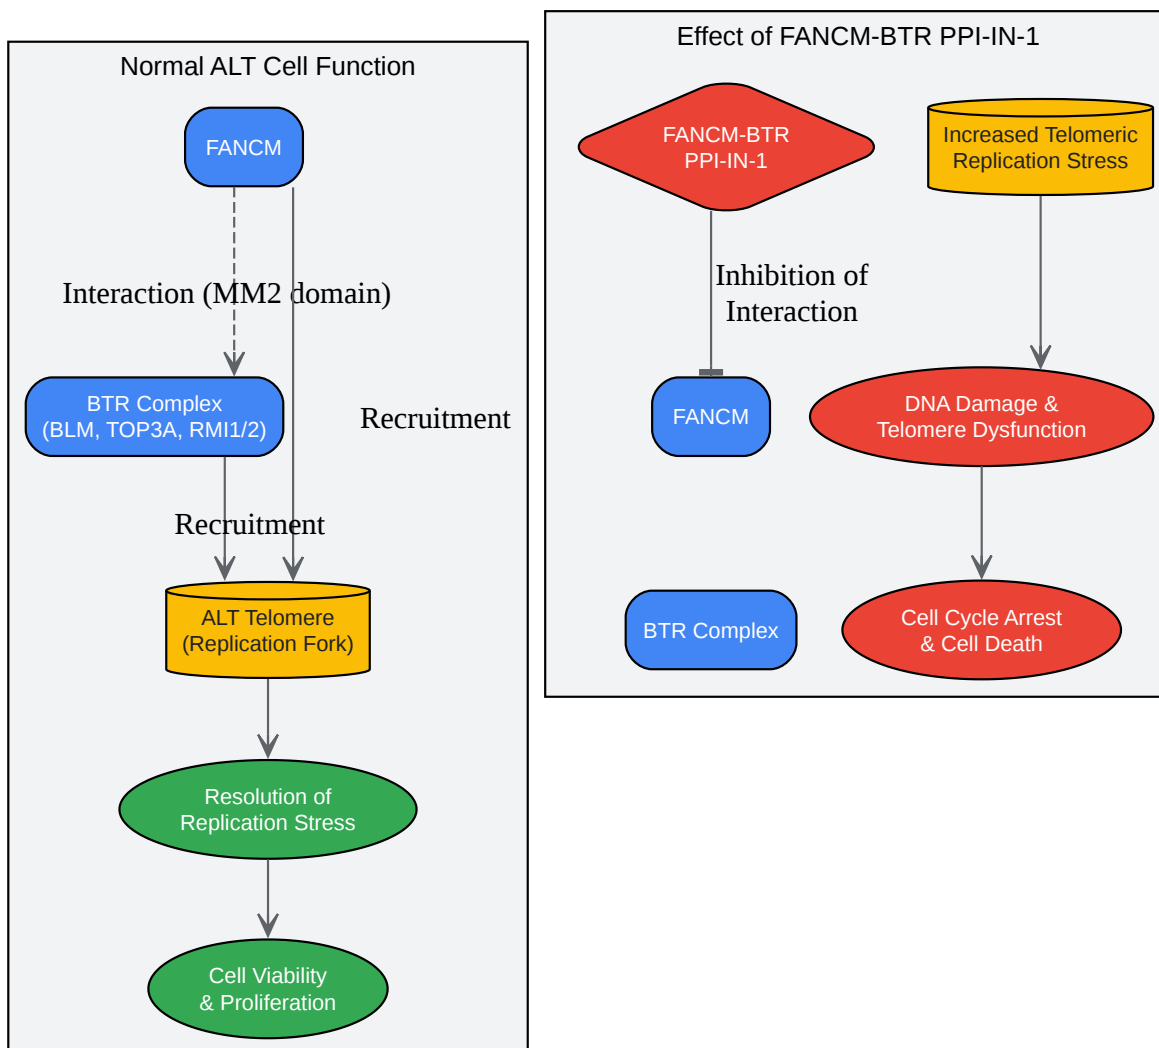 Normal ALT Cell Function
FANCM
Interaction (MM2 domain)
BTR Complex
(BLM, TOP3A, RMI1/2)
Recruitment
Recruitment
ALT Telomere
(Replication Fork)
Resolution of
Replication Stress
Cell Viability
& Proliferation
Effect of FANCM-BTR PPI-IN-1
FANCM-BTR
PPI-IN-1
Increased Telomeric
Replication Stress
Inhibition of
Interaction
FANCM
DNA Damage &
Telomere Dysfunction
BTR Complex
Cell Cycle Arrest
& Cell Death